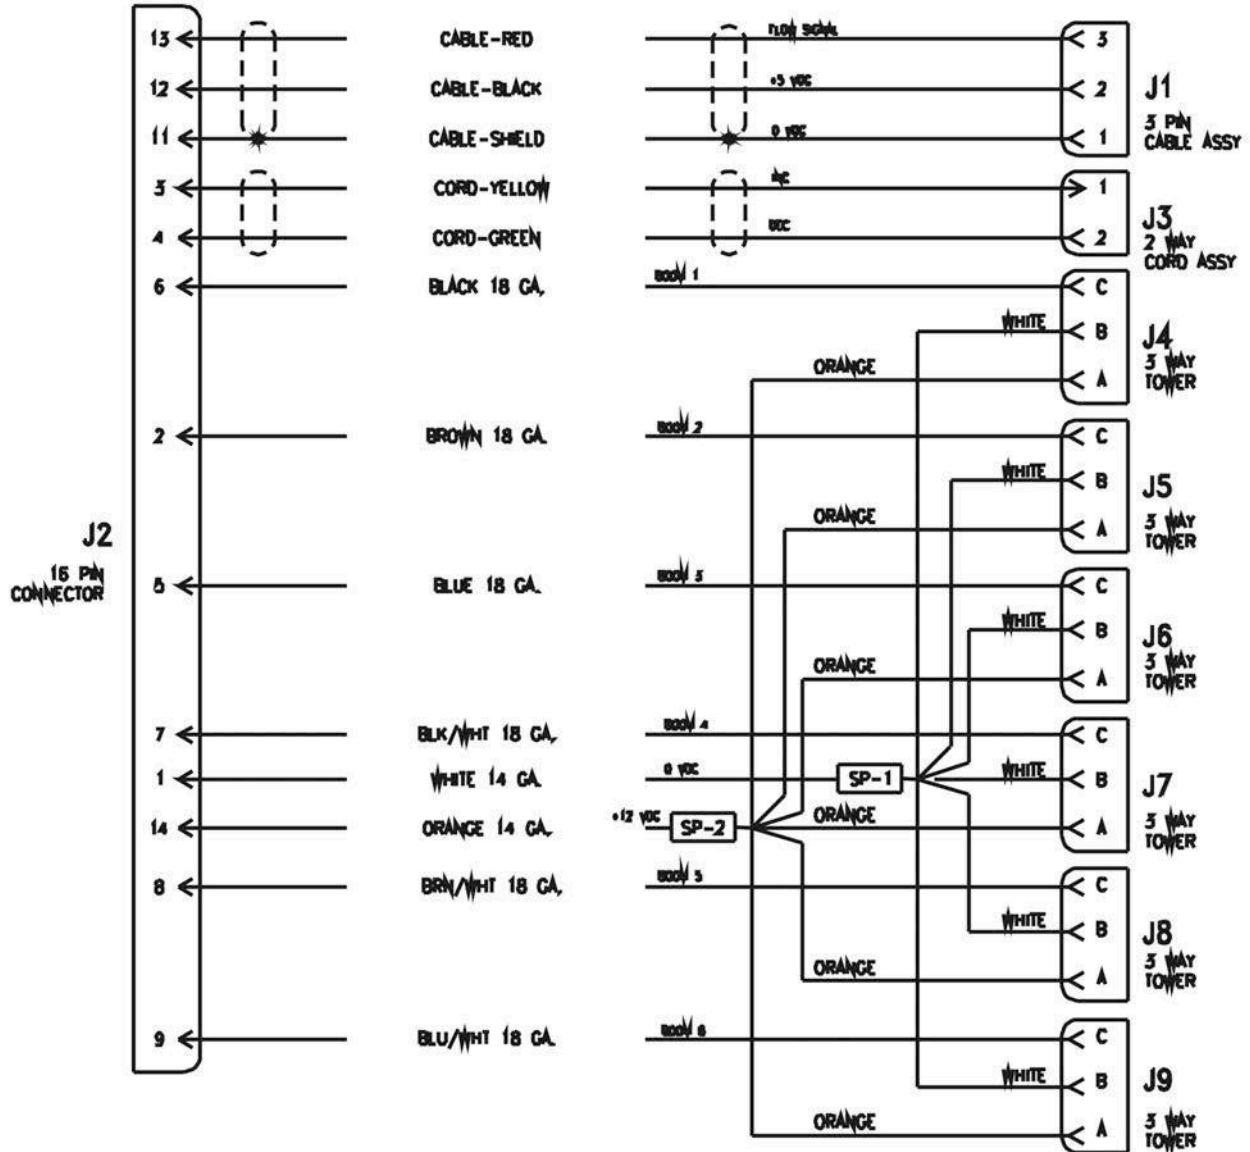 13 CABLE-RED FLOW SIGNAL 3
12 CABLE-BLACK +5 VDC 2 J1
11 CABLE-SHIELD 0 VDC 1 3 PIN
CABLE ASSY
3 CORD-YELLOW INC 1
4 CORD-GREEN DEC 2 J3
2 WAY
CORD ASSY
6 BLACK 18 GA. BOOM 1 C
WHITE B J4
ORANGE A 3 WAY
TOWER
2 BROWN 18 GA. BOOM 2 C
WHITE B J5
ORANGE A 3 WAY
TOWER
J2
16 PIN
CONNECTOR
5 BLUE 18 GA. BOOM 3 C
WHITE B J6
ORANGE A 3 WAY
TOWER
7 BLK/WHT 18 GA. BOOM 4 C
1 WHITE 14 GA. 0 VDC SP-1 WHITE B J7
14 ORANGE 14 GA. +12 VDC SP-2 ORANGE A 3 WAY
TOWER
8 BRN/WHT 18 GA. BOOM 5 C
WHITE B J8
ORANGE A 3 WAY
TOWER
9 BLU/WHT 18 GA. BOOM 6 C
WHITE B J9
ORANGE A 3 WAY
TOWER